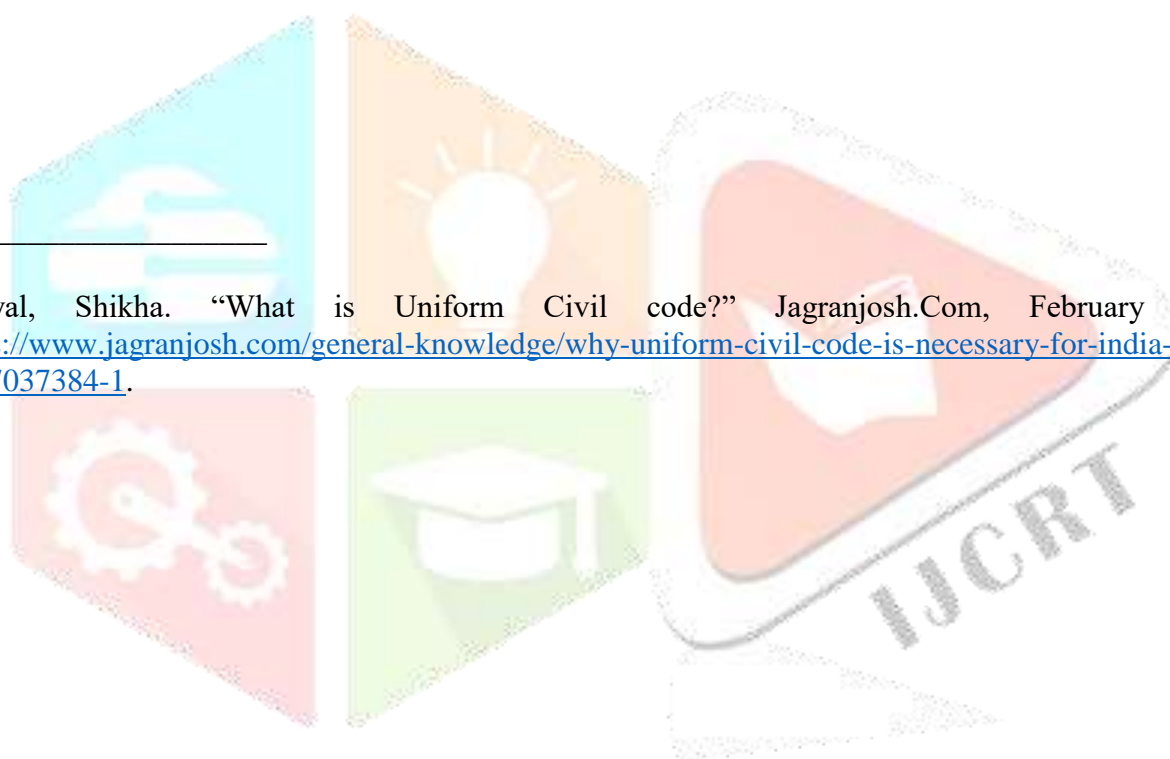 val, Shikha. “What is Uniform Civil code?” Jagranjosh.Com, February
://www.jagranjosh.com/general-knowledge/why-uniform-civil-code-is-necessary-for-india-
7037384-1.
IJCRT